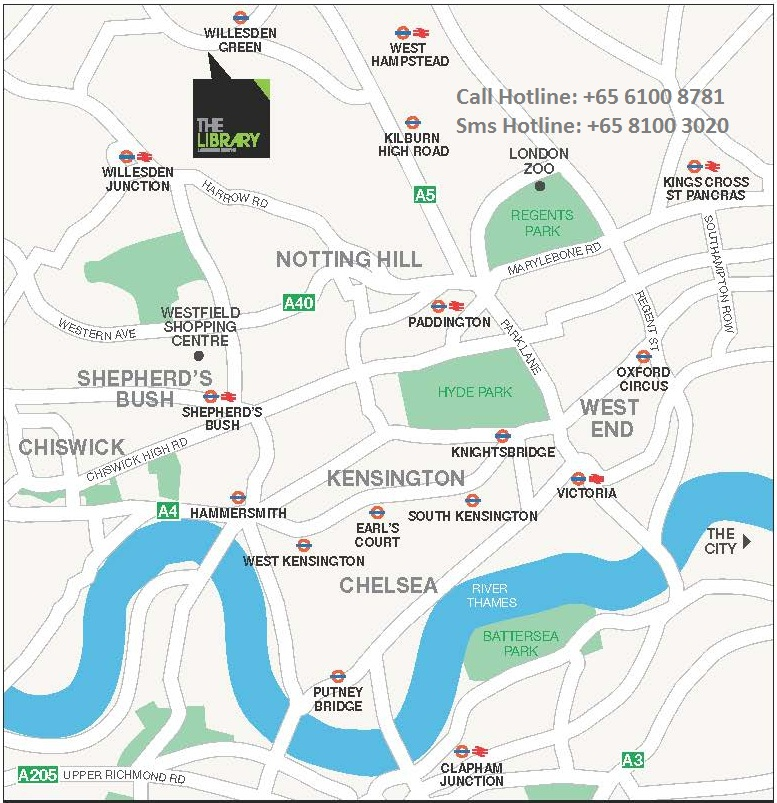 WILLESDEN
GREEN
WEST
HAMPSTEAD
THE
LIBRARY
Call Hotline: +65 6100 8781
Sms Hotline: +65 8100 3020
KILBURN
HIGH ROAD
LONDON
ZOO
WILLESDEN
JUNCTION
KINGS CROSS
ST PANCRAS
HARROW RD
A5
REGENTS
PARK
SOUTHAMPTON ROW
NOTTING HILL
MARYLEBONE RD
A40
REGENT ST
PADDINGTON
PARK LANE
WESTERN AVE
WESTFIELD
SHOPPING
CENTRE
OXFORD
CIRCUS
SHEPHERD'S
BUSH
HYDE PARK
SHEPHERD'S
BUSH
WEST
END
CHISWICK
CHISWICK HIGH RD
KNIGHTSBRIDGE
KENSINGTON
VICTORIA
A4
HAMMERSMITH
EARL'S
COURT
SOUTH KENSINGTON
THE
CITY
WEST KENSINGTON
CHELSEA
RIVER
THAMES
BATTERSEA
PARK
PUTNEY
BRIDGE
CLAPHAM
JUNCTION
A3
A205
UPPER RICHMOND RD